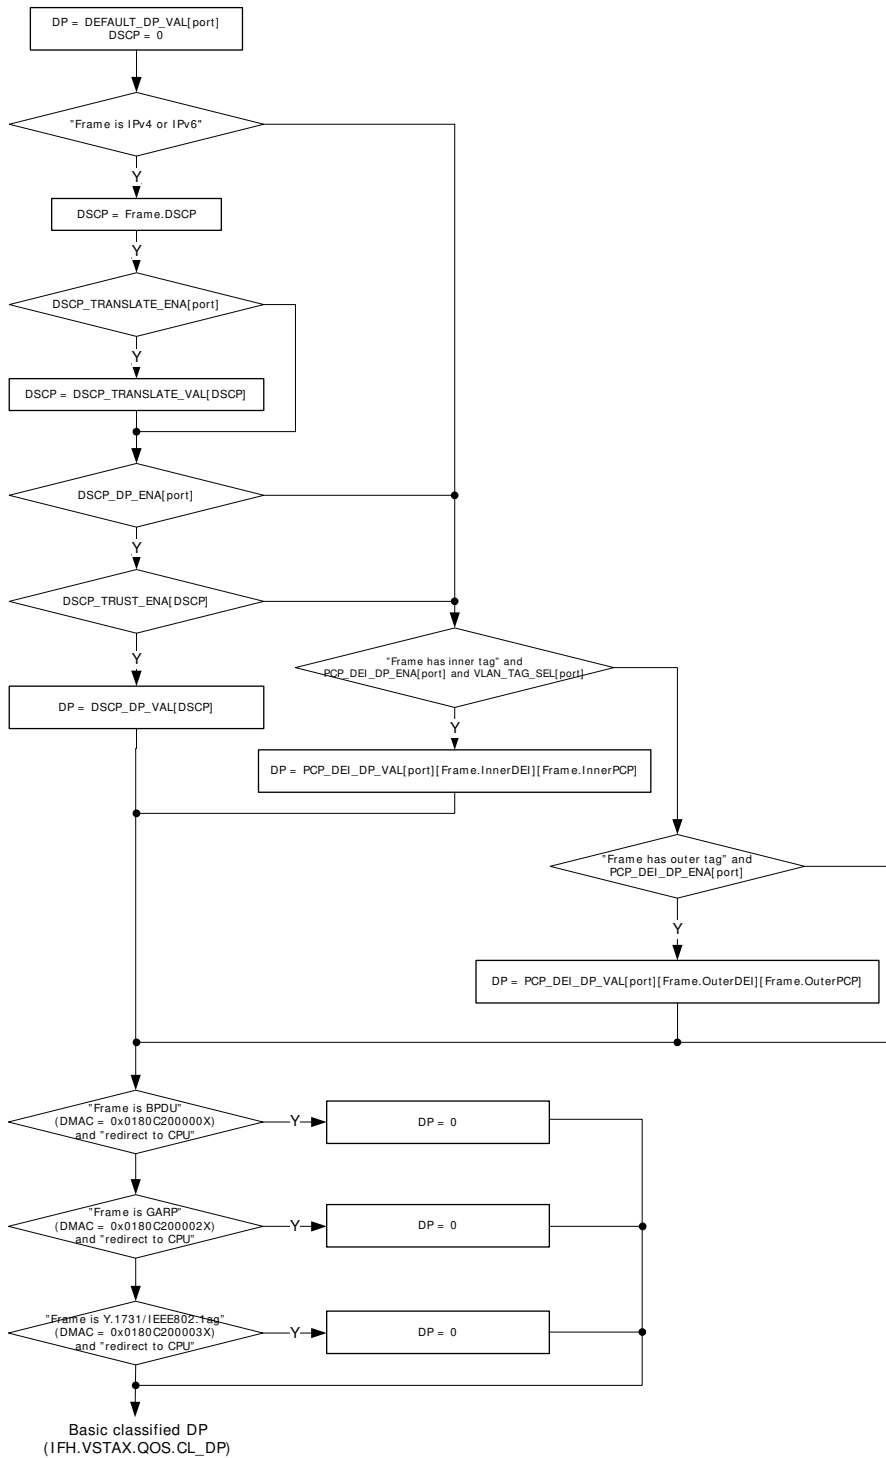 DP = DEFAULT_DP_VAL[port]
DSCP = 0
"Frame is IPv4 or IPv6"
Y
DSCP = Frame.DSCP
Y
DSCP_TRANSLATE_ENA[port]
Y
DSCP = DSCP_TRANSLATE_VAL[DSCP]
DSCP_DP_ENA[port]
Y
DSCP_TRUST_ENA[DSCP]
Y
"Frame has inner tag" and
PCP_DEI_DP_ENA[port] and VLAN_TAG_SEL[port]
DP = DSCP_DP_VAL[DSCP]
Y
DP = PCP_DEI_DP_VAL[port][Frame.InnerDEI][Frame.InnerPCP]
"Frame has outer tag" and
PCP_DEI_DP_ENA[port]
Y
DP = PCP_DEI_DP_VAL[port][Frame.OuterDEI][Frame.OuterPCP]
"Frame is BPDU"
(DMAC = 0x0180C200000X)
and "redirect to CPU"
Y
DP = 0
"Frame is GARP"
(DMAC = 0x0180C200002X)
and "redirect to CPU"
Y
DP = 0
"Frame is Y.1731/IEEE802.1ag"
(DMAC = 0x0180C200003X)
and "redirect to CPU"
Y
DP = 0
Basic classified DP
(IFH.VSTAX.QOS.CL_DP)